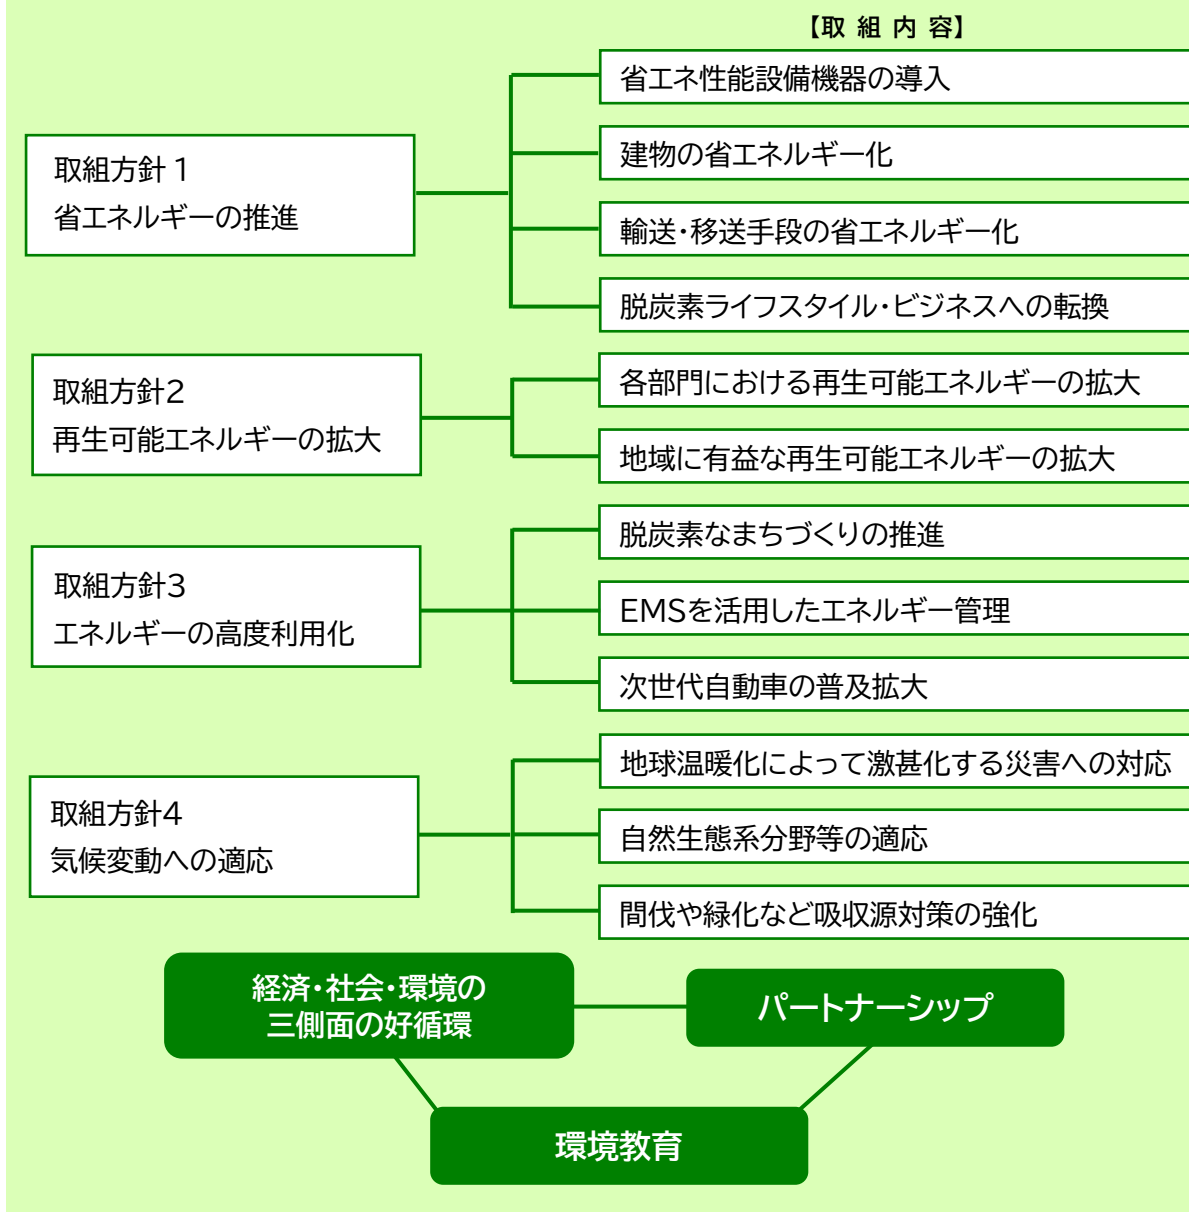 【取組内容】
取組方針１
省エネルギーの推進
省エネ性能設備機器の導入
建物の省エネルギー化
輸送・移送手段の省エネルギー化
脱炭素ライフスタイル・ビジネスへの転換
取組方針２
再生可能エネルギーの拡大
各部門における再生可能エネルギーの拡大
地域に有益な再生可能エネルギーの拡大
取組方針３
エネルギーの高度利用化
脱炭素なまちづくりの推進
EMSを活用したエネルギー管理
次世代自動車の普及拡大
取組方針４
気候変動への適応
地球温暖化によって激甚化する災害への対応
自然生態系分野等の適応
間伐や緑化など吸収源対策の強化
経済・社会・環境の
三側面の好循環
パートナーシップ
環境教育